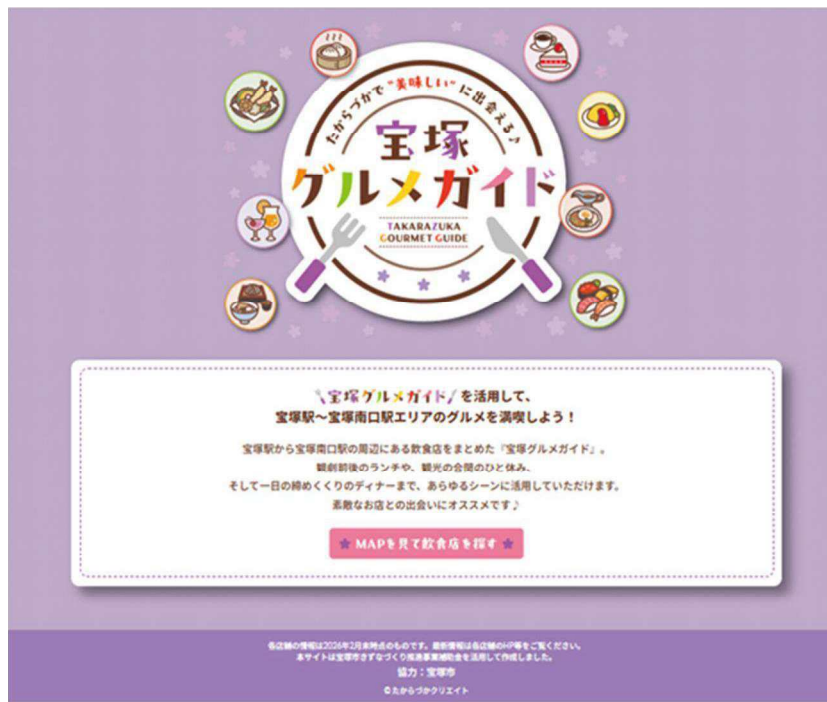 たからづかで"美味しい"に出会える♪
宝塚
グルメガイド
TAKARAZUKA
GOURMET GUIDE
宝塚グルメガイドを活用して、
宝塚駅〜宝塚南口駅エリアのグルメを満喫しよう！
宝塚駅から宝塚南口駅の周辺にある飲食店をまとめた『宝塚グルメガイド』。
観劇前後のランチや、観光の合間のひと休み、
そして一日の締めくくりのディナーまで、あらゆるシーンに活用していただけます。
素敵なお店との出会いにオススメです♪
MAPを見て飲食店を探す
各店舗の情報は2026年2月末時点のものです。最新情報は各店舗のHP等をご覧ください。
本サイトは宝塚市きずなづくり推進事業補助金を活用して作成しました。
協力：宝塚市
©たからづかクリエイト